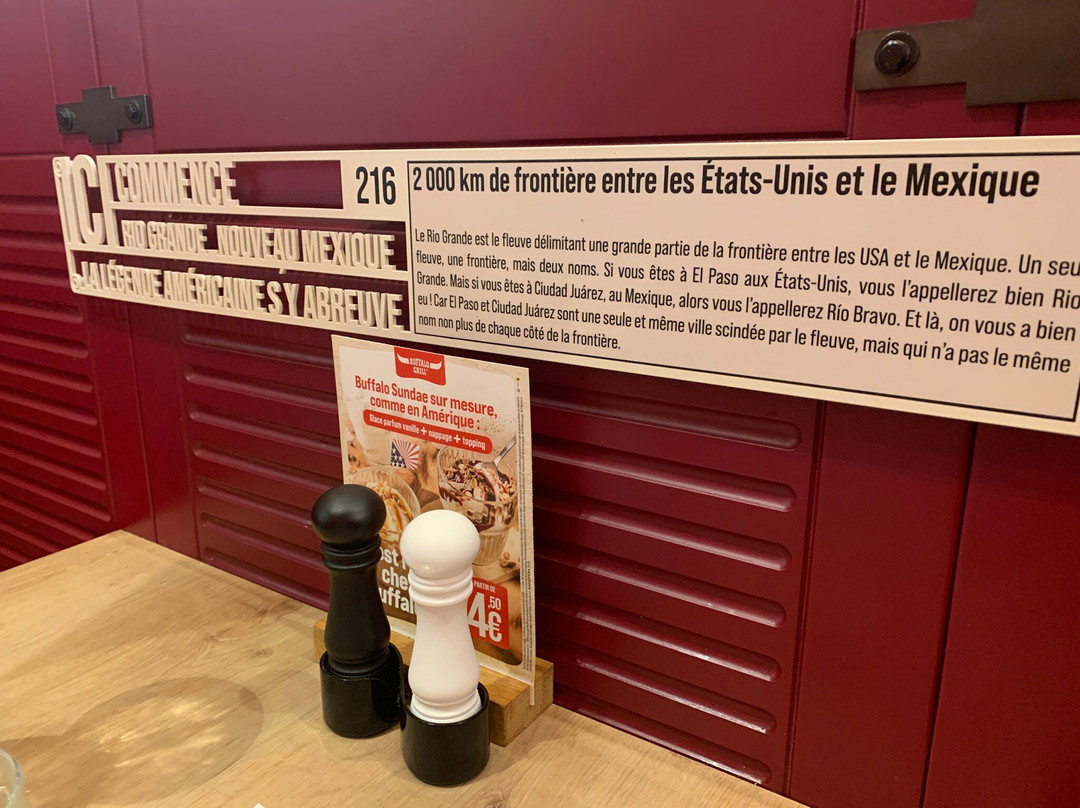 ici
COMMENCE
RIO GRANDE_NOUVEAU MEXIQUE
LA LÉGENDE AMÉRICAINE S'Y ABREUVE
216
2 000 km de frontière entre les États-Unis et le Mexique
Le Rio Grande est le fleuve délimitant une grande partie de la frontière entre les USA et le Mexique. Un seu
fleuve, une frontière, mais deux noms. Si vous êtes à El Paso aux États-Unis, vous l'appellerez bien Rio
Grande. Mais si vous êtes à Ciudad Juárez, au Mexique, alors vous l'appellerez Río Bravo. Et là, on vous a bien
eu ! Car El Paso et Ciudad Juárez sont une seule et même ville scindée par le fleuve, mais qui n'a pas le même
nom non plus de chaque côté de la frontière.
BUFFALO
GRILL
Buffalo Sundae sur mesure,
comme en Amérique :
Glace parfum vanille + nappage + topping
À PARTIR DE
4,50
€